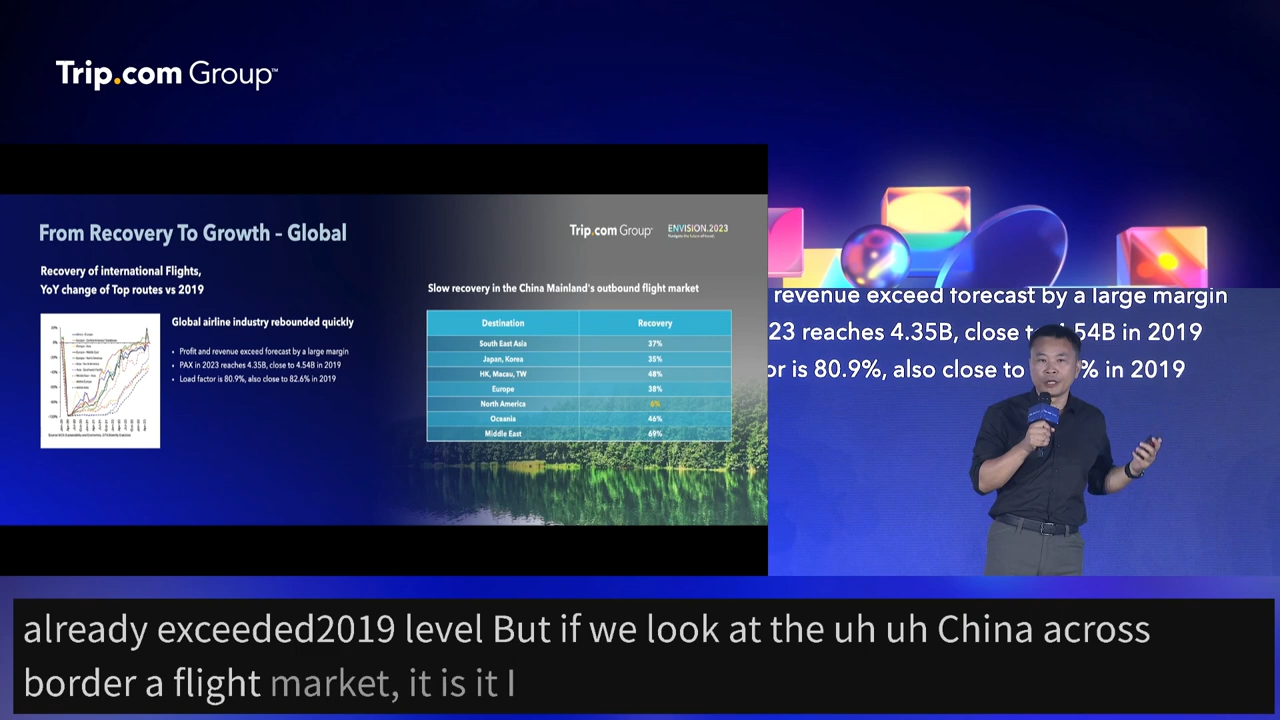 Trip.com Group™
From Recovery To Growth - Global
Trip.com Group
ENVISION.2023
Recovery of international Flights,
YoY change of Top routes vs 2019
Slow recovery in the China Mainland's outbound flight market
Global airline industry rebounded quickly
• Profit and revenue exceed forecast by a large margin
• PAX in 2023 reaches 4.35B, close to 4.54B in 2019
• Load factor is 80.9%, also close to 82.6% in 2019
Destination Recovery
South East Asia 37%
Japan, Korea 35%
HK, Macau, TW 48%
Europe 38%
North America 6%
Oceania 46%
Middle East 69%
revenue exceed forecast by a large margin
23 reaches 4.35B, close t 4.54B in 2019
or is 80.9%, also close to % in 2019
already exceeded2019 level But if we look at the uh uh China across
border a flight market, it is it I